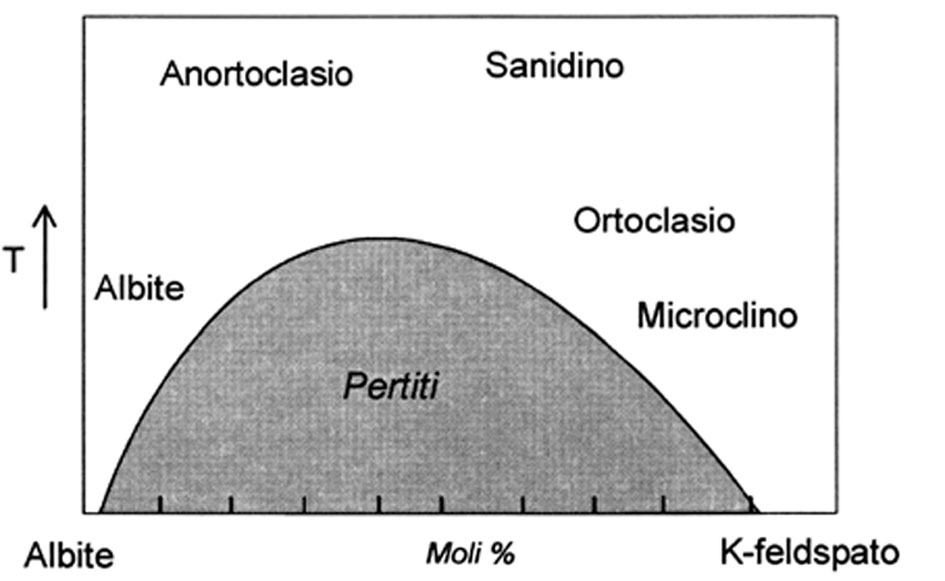 Anortoclasio
Sanidino
Ortoclasio
T
Albite
Microclino
Pertiti
Albite
Moli %
K-feldspato